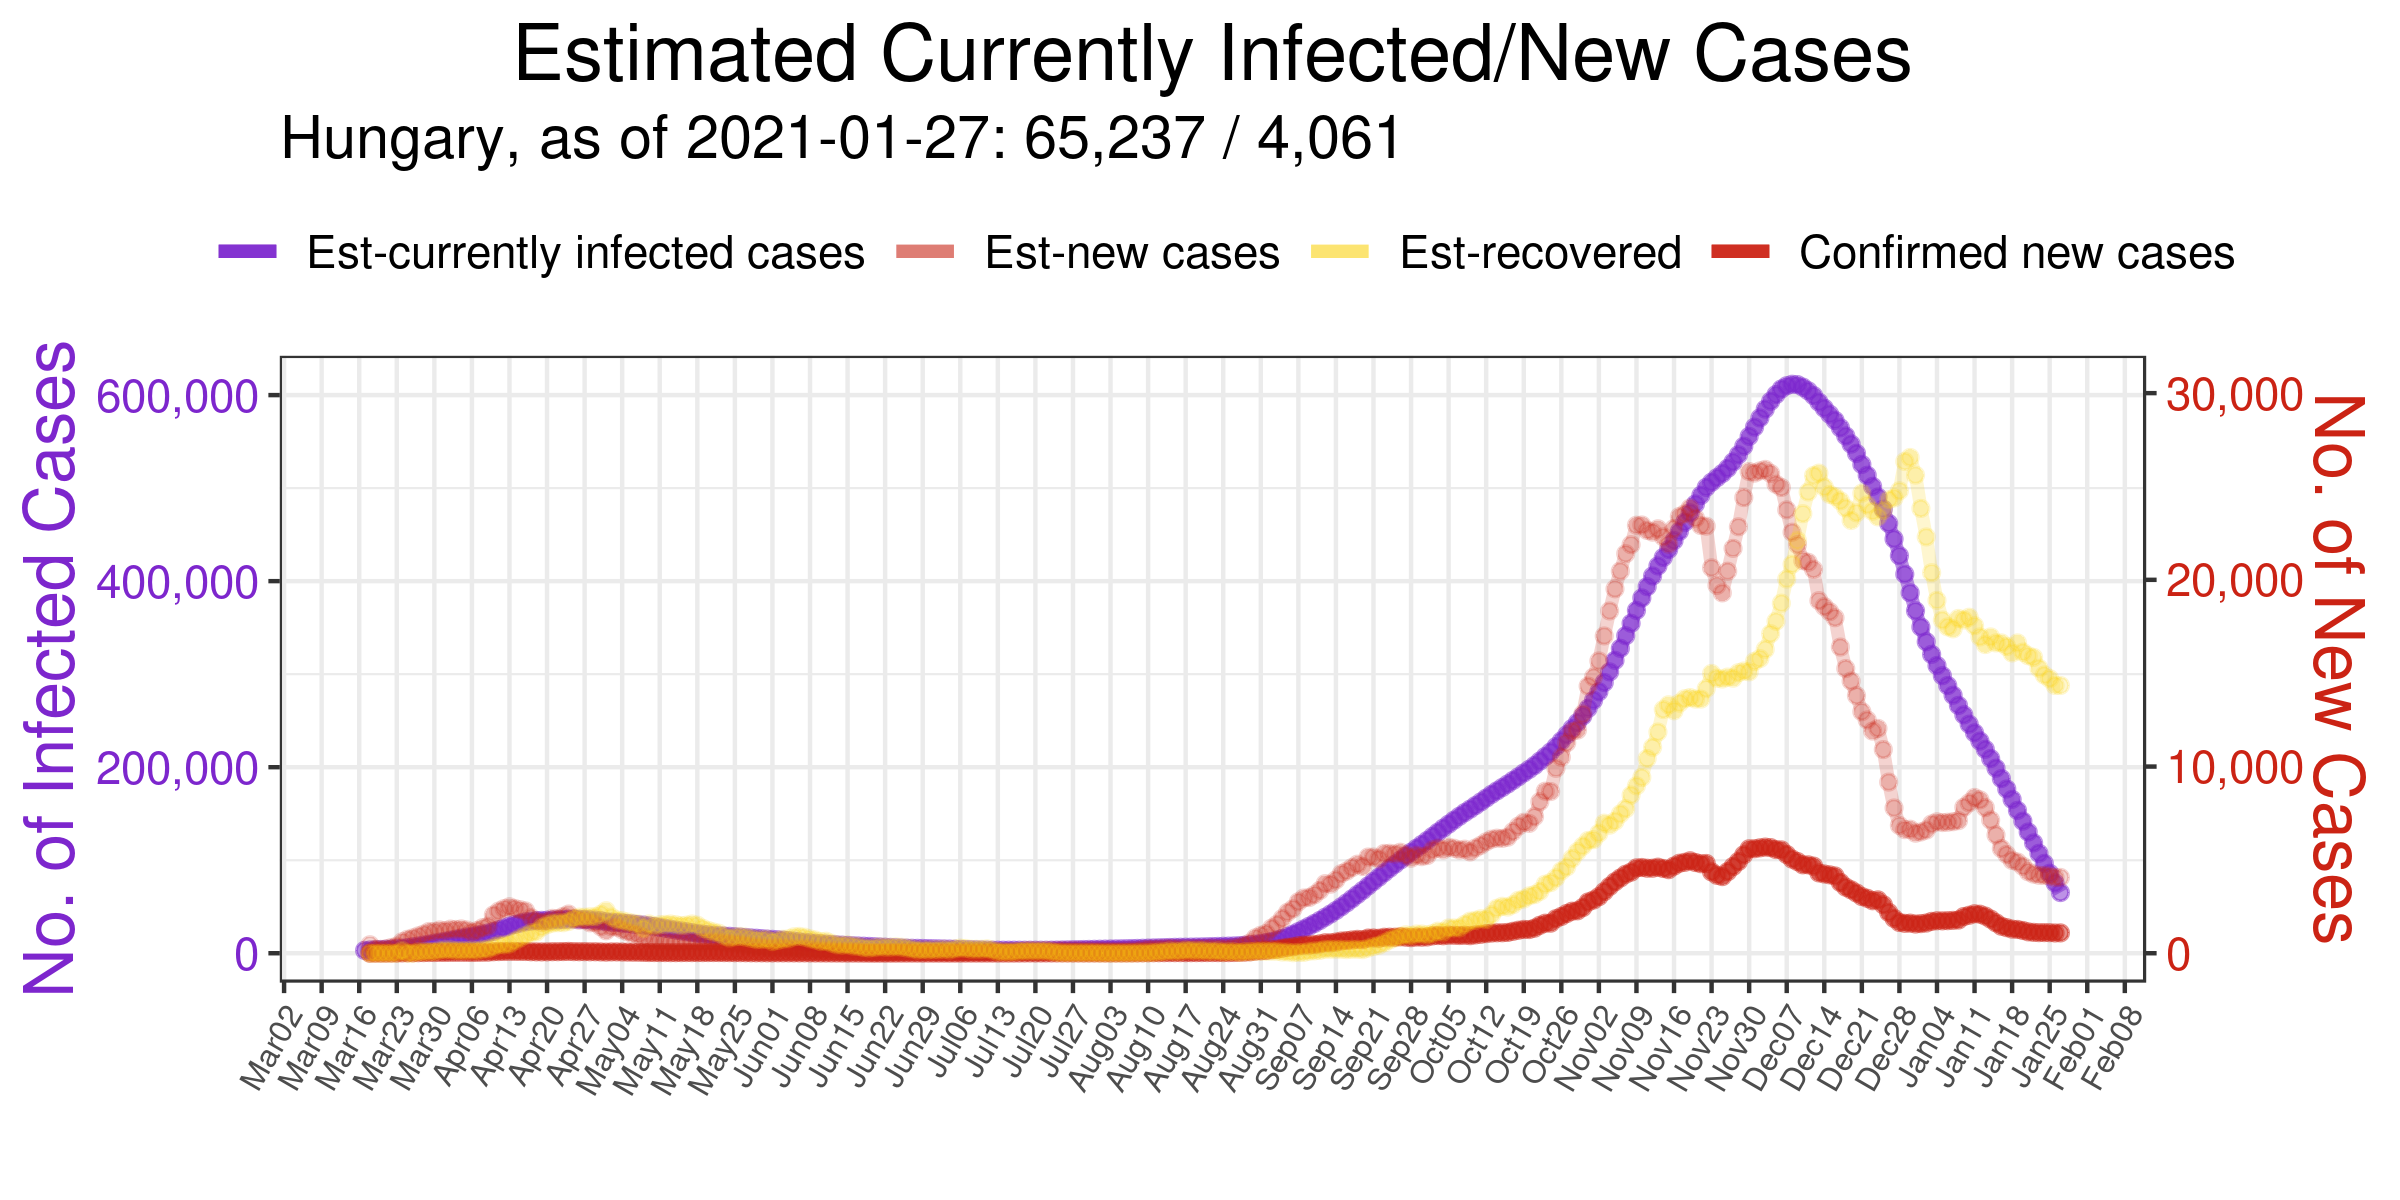 Estimated Currently Infected/New Cases
Hungary, as of 2021-01-27: 65,237 / 4,061
Est-currently infected cases
Est-new cases
Est-recovered
Confirmed new cases
No. of Infected Cases
600,000
400,000
200,000
0
30,000
20,000
10,000
0
No. of New Cases
Mar02
Mar09
Mar16
Mar23
Mar30
Apr06
Apr13
Apr20
Apr27
May04
May11
May18
May25
Jun01
Jun08
Jun15
Jun22
Jun29
Jul06
Jul13
Jul20
Jul27
Aug03
Aug10
Aug17
Aug24
Aug31
Sep07
Sep14
Sep21
Sep28
Oct05
Oct12
Oct19
Oct26
Nov02
Nov09
Nov16
Nov23
Nov30
Dec07
Dec14
Dec21
Dec28
Jan04
Jan11
Jan18
Jan25
Feb01
Feb08